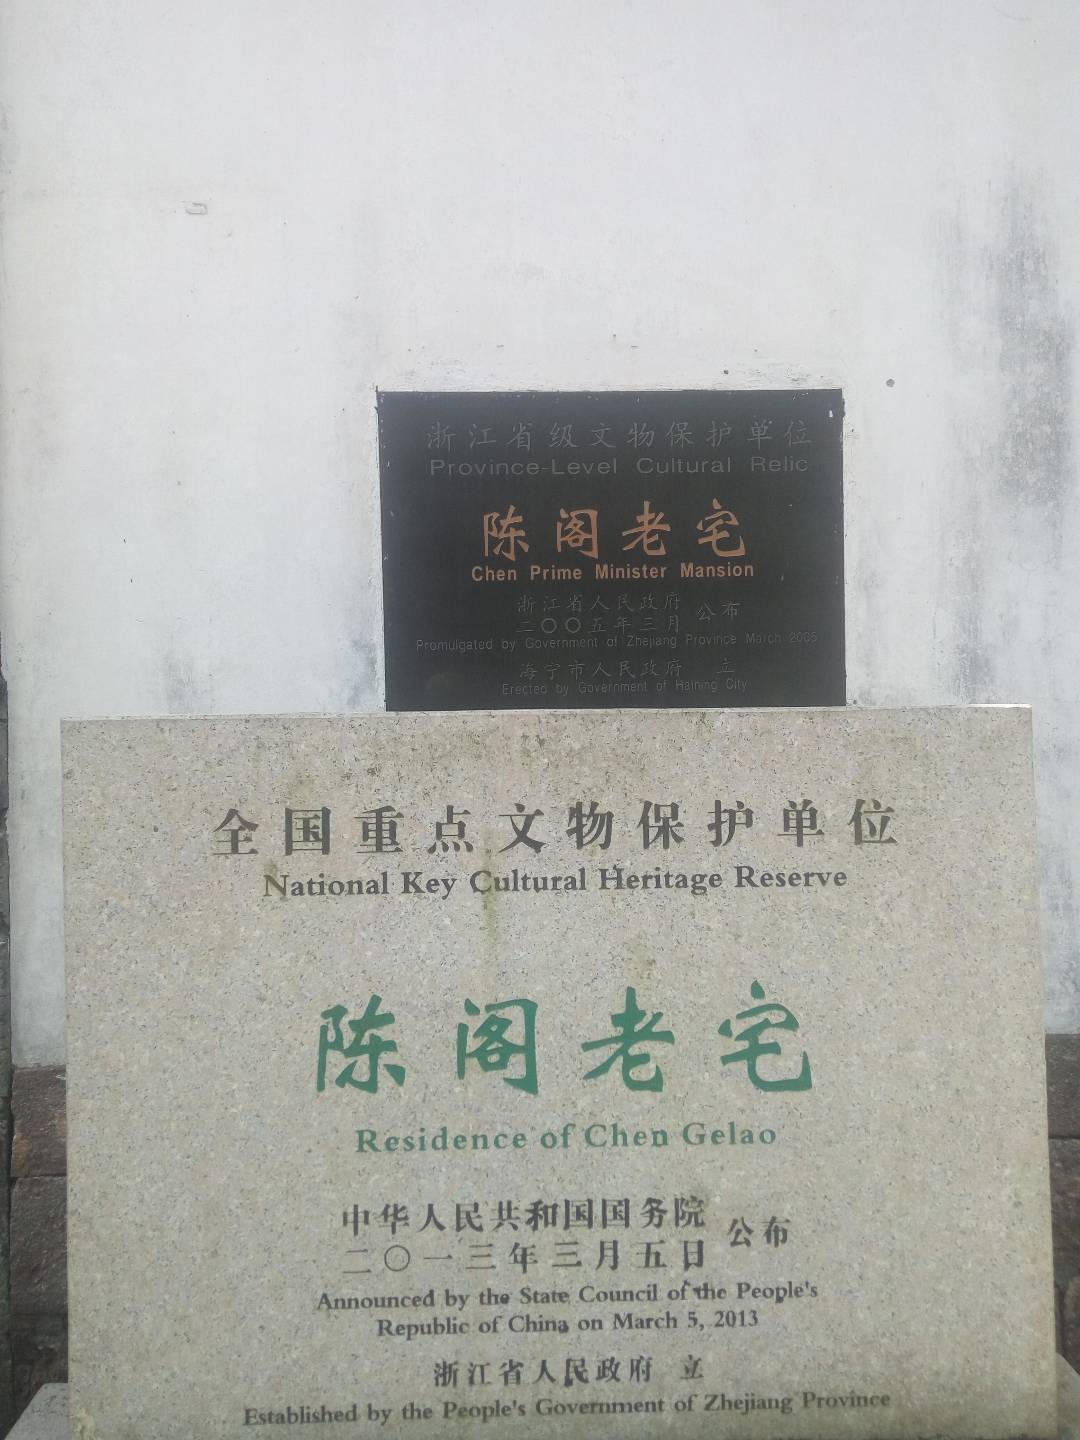 浙江省级文物保护单位
Province-Level Cultural Relic
陈阁老宅
Chen Prime Minister Mansion
浙江省人民政府
二〇〇五年三月 公布
Promulgated by Government of Zhejiang Province March 2005
海宁市人民政府 立
Erected by Government of Haining City
全国重点文物保护单位
National Key Cultural Heritage Reserve
陈阁老宅
Residence of Chen Gelao
中华人民共和国国务院
二〇一三年三月五日 公布
Announced by the State Council of the People's
Republic of China on March 5, 2013
浙江省人民政府 立
Established by the People's Government of Zhejiang Province